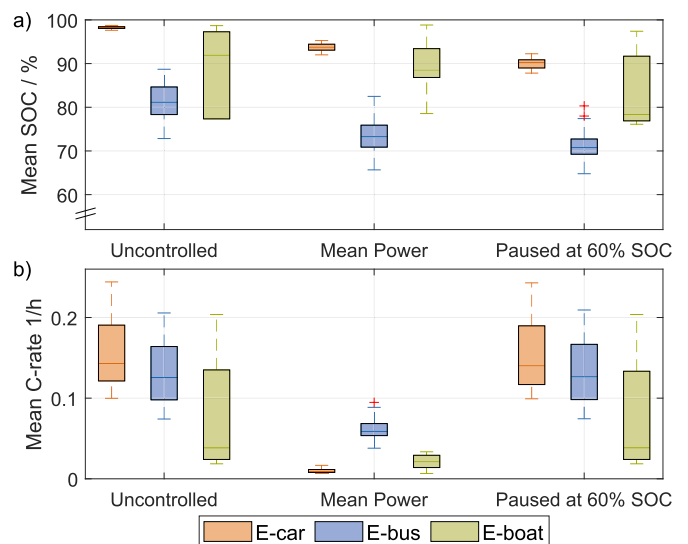 a)
Mean SOC / %
100
90
80
70
60
Uncontrolled
Mean Power
Paused at 60% SOC
b)
Mean C-rate 1/h
0.2
0.1
0
Uncontrolled
Mean Power
Paused at 60% SOC
E-car
E-bus
E-boat